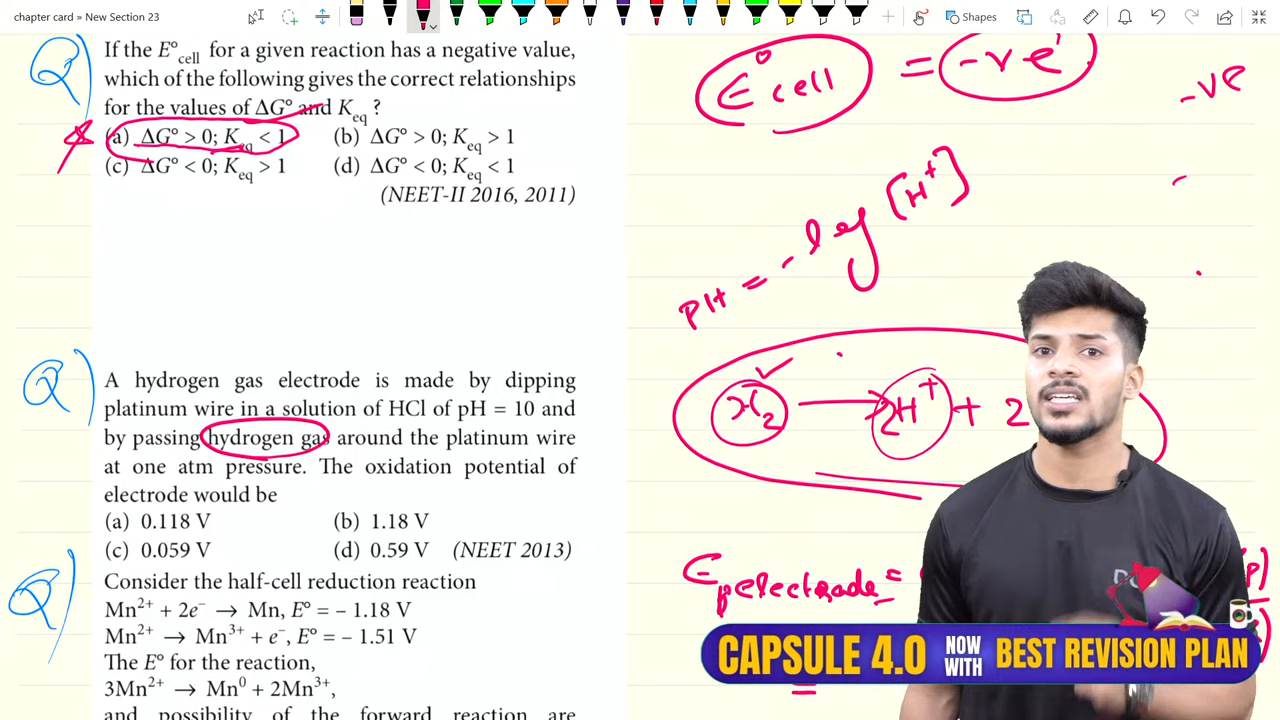 chapter card » New Section 23
Shapes
Q)
If the E°cell for a given reaction has a negative value,
which of the following gives the correct relationships
for the values of ΔG° and Keq ?
(a) ΔG° > 0; Keq < 1 (b) ΔG° > 0; Keq > 1
(c) ΔG° < 0; Keq > 1 (d) ΔG° < 0; Keq < 1
(NEET-II 2016, 2011)
Q)
A hydrogen gas electrode is made by dipping
platinum wire in a solution of HCl of pH = 10 and
by passing hydrogen gas around the platinum wire
at one atm pressure. The oxidation potential of
electrode would be
(a) 0.118 V (b) 1.18 V
(c) 0.059 V (d) 0.59 V (NEET 2013)
Q)
Consider the half-cell reduction reaction
Mn²⁺ + 2e⁻ → Mn, E° = – 1.18 V
Mn²⁺ → Mn³⁺ + e⁻, E° = – 1.51 V
The E° for the reaction,
3Mn²⁺ → Mn⁰ + 2Mn³⁺,
and possibility of the forward reaction are
E°cell = -ve
-ve
pH = -log [H⁺]
H₂ → 2H⁺ + 2
Eelectrode =
CAPSULE 4.0 NOW WITH BEST REVISION PLAN